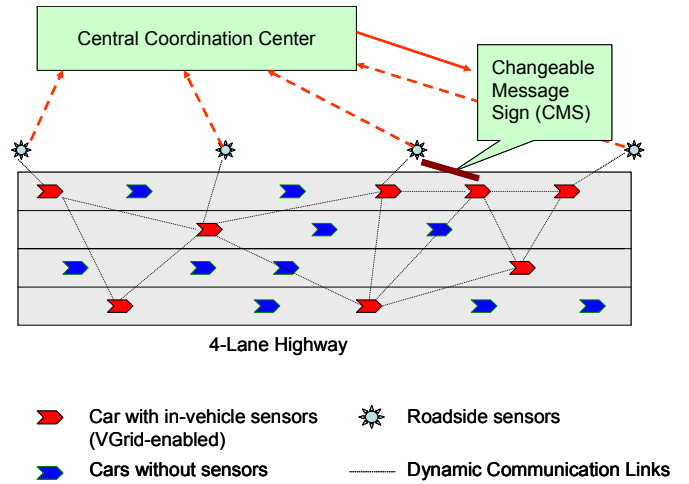 Central Coordination Center
Changeable
Message
Sign (CMS)
4-Lane Highway
Car with in-vehicle sensors
(VGrid-enabled)
Roadside sensors
Cars without sensors
Dynamic Communication Links